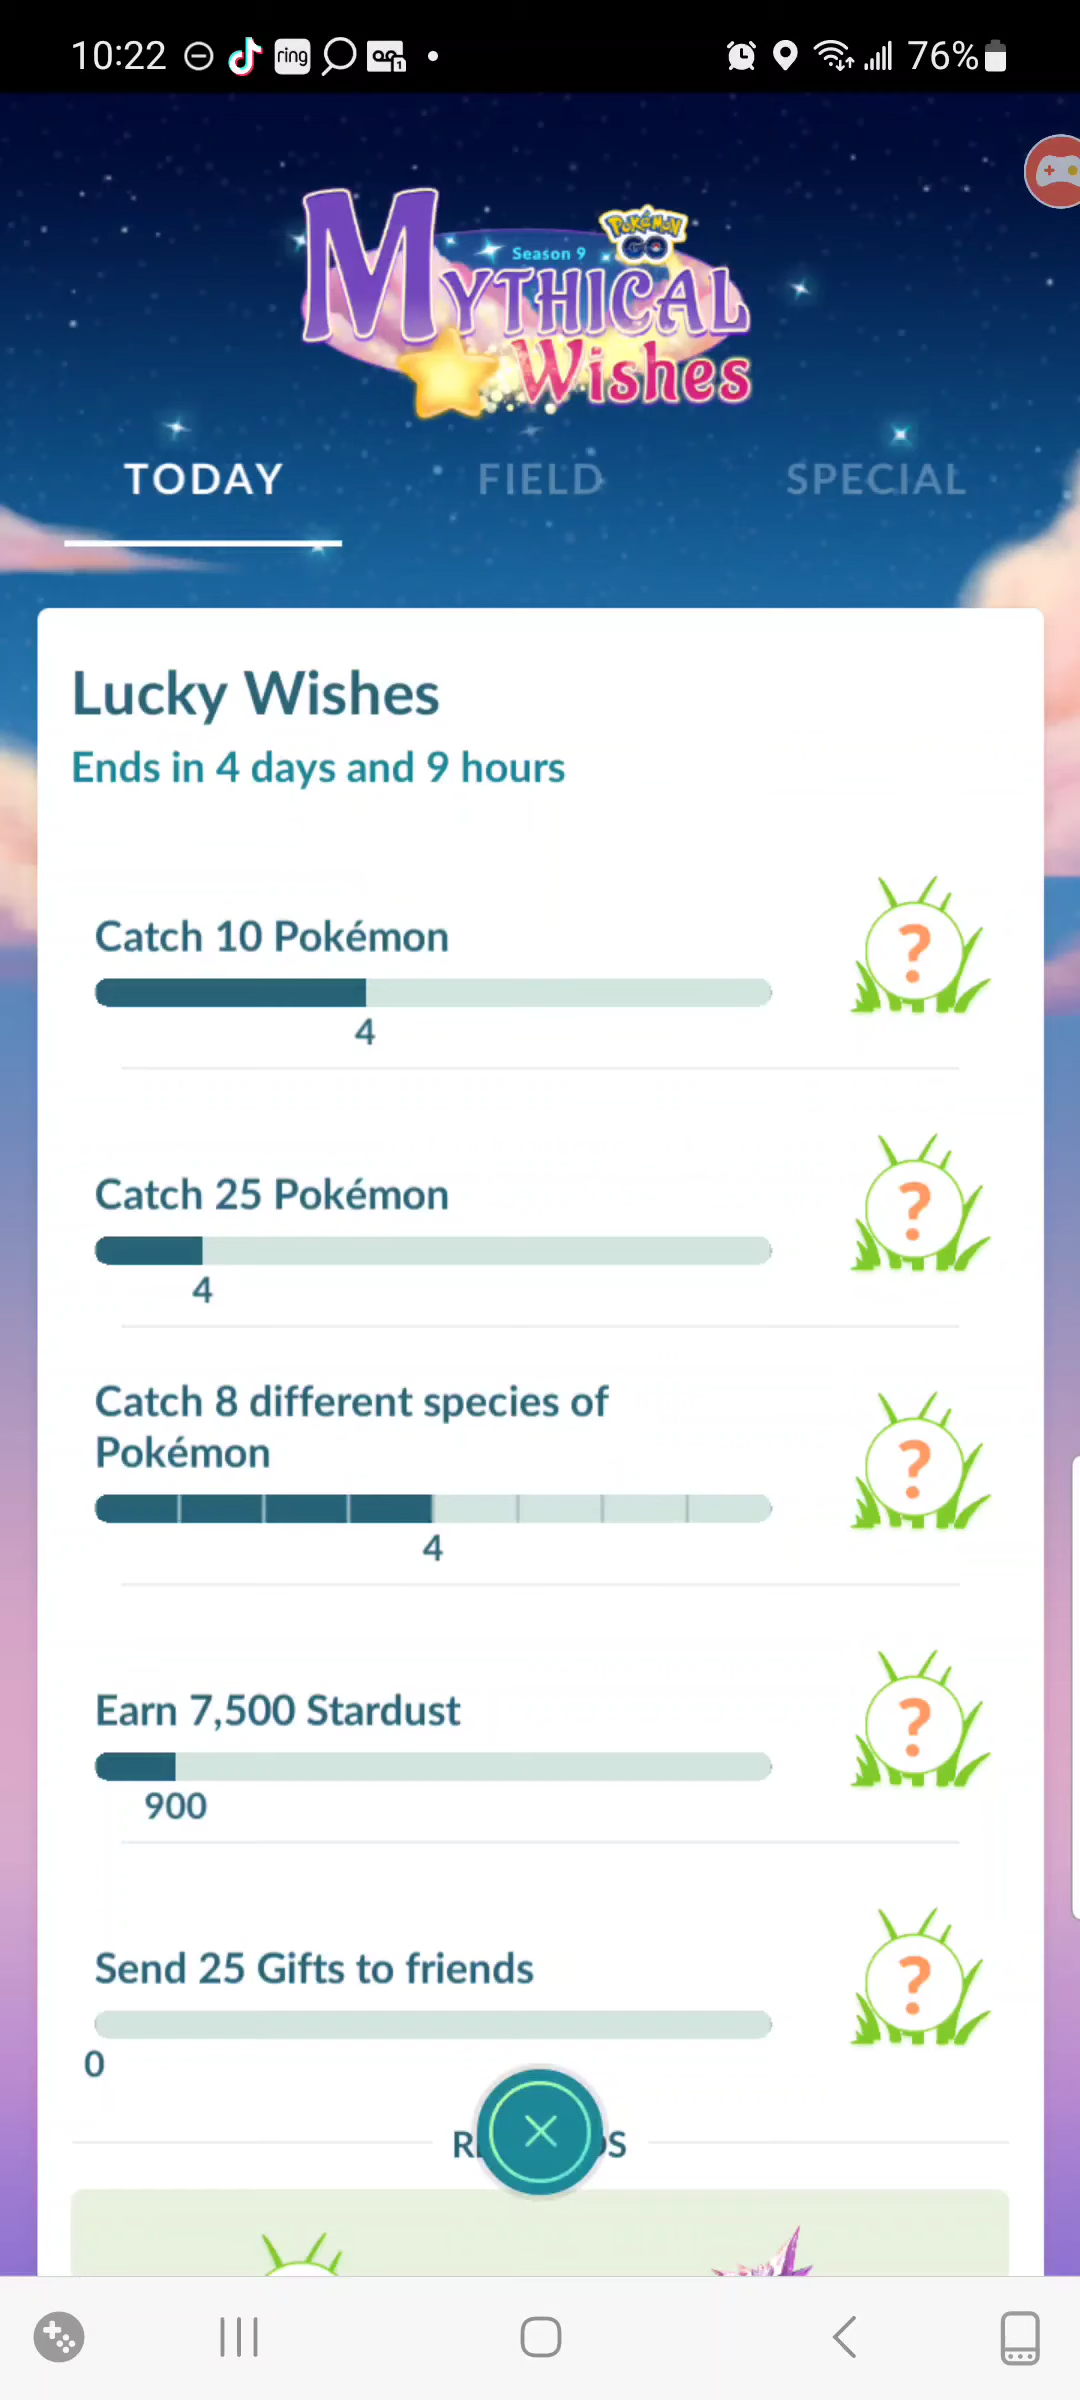 10:22 ring 1 76%
Pokémon
GO
Season 9
Mythical
Wishes
TODAY FIELD SPECIAL
Lucky Wishes
Ends in 4 days and 9 hours
Catch 10 Pokémon
?
4
Catch 25 Pokémon
?
4
Catch 8 different species of
Pokémon
?
4
Earn 7,500 Stardust
?
900
Send 25 Gifts to friends
?
0